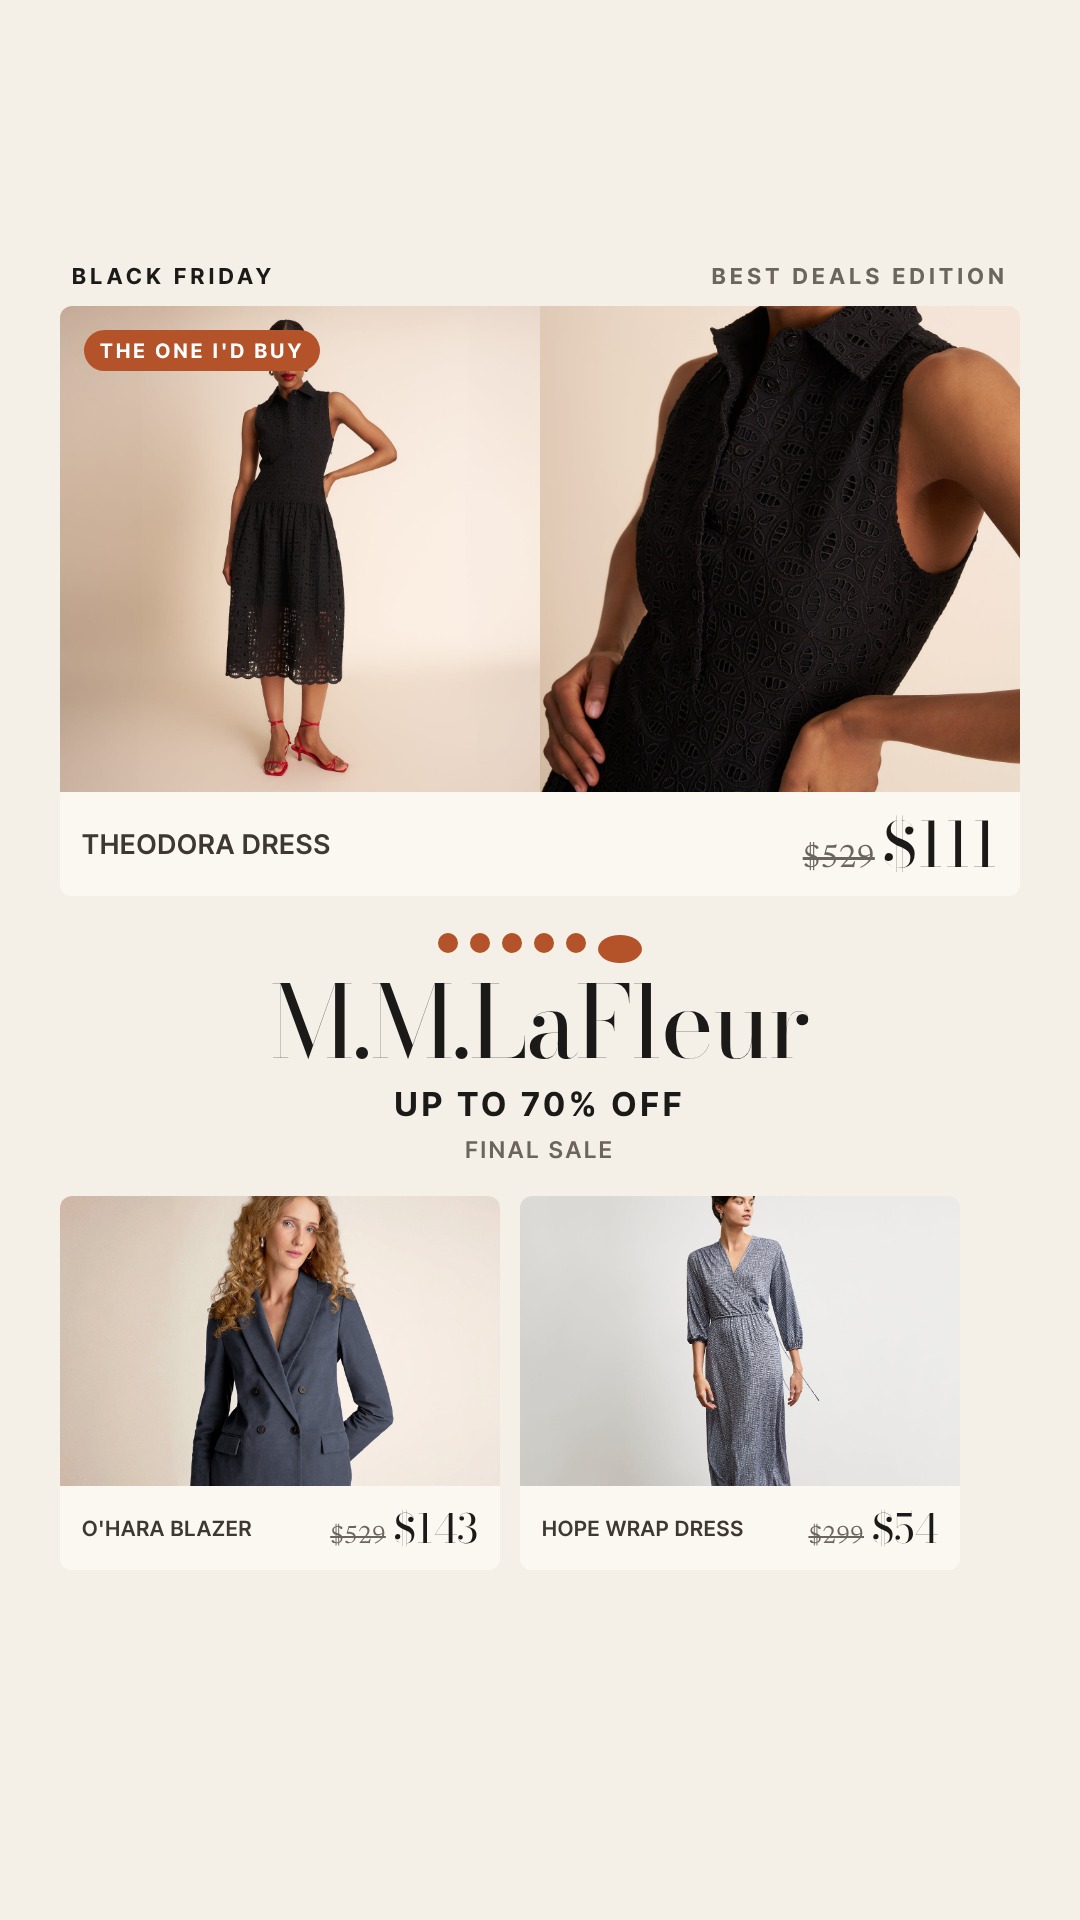 BLACK FRIDAY
BEST DEALS EDITION
THE ONE I'D BUY
THEODORA DRESS
$529 $111
M.M.LaFleur
UP TO 70% OFF
FINAL SALE
O'HARA BLAZER
$529 $143
HOPE WRAP DRESS
$299 $54